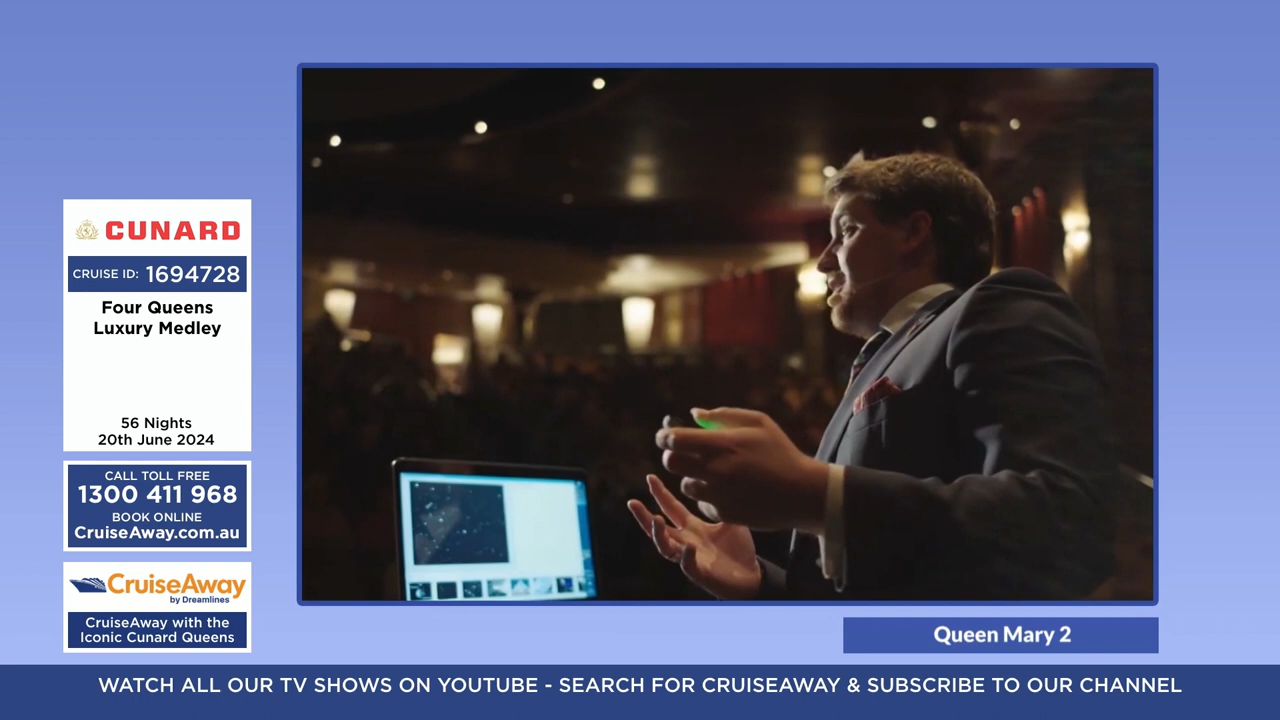 CUNARD
CRUISE ID: 1694728
Four Queens
Luxury Medley
56 Nights
20th June 2024
CALL TOLL FREE
1300 411 968
BOOK ONLINE
CruiseAway.com.au
CruiseAway
by Dreamlines
CruiseAway with the
Iconic Cunard Queens
Queen Mary 2
WATCH ALL OUR TV SHOWS ON YOUTUBE - SEARCH FOR CRUISEAWAY & SUBSCRIBE TO OUR CHANNEL